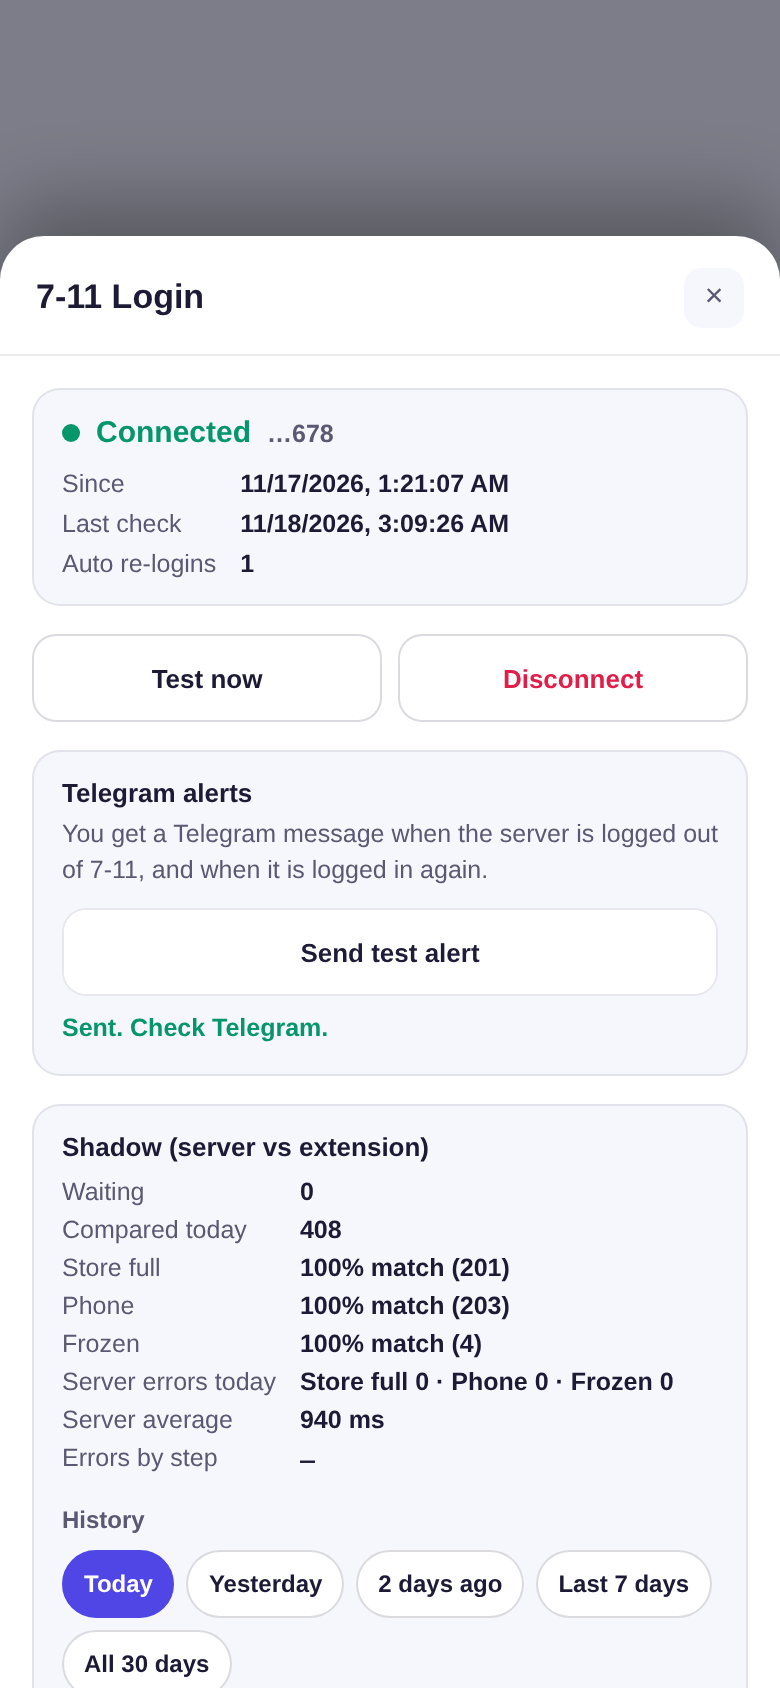 7-11 Login
×
Connected …678
Since 11/17/2026, 1:21:07 AM
Last check 11/18/2026, 3:09:26 AM
Auto re-logins 1
Test now Disconnect
Telegram alerts
You get a Telegram message when the server is logged out
of 7-11, and when it is logged in again.
Send test alert
Sent. Check Telegram.
Shadow (server vs extension)
Waiting 0
Compared today 408
Store full 100% match (201)
Phone 100% match (203)
Frozen 100% match (4)
Server errors today Store full 0 · Phone 0 · Frozen 0
Server average 940 ms
Errors by step –
History
Today Yesterday 2 days ago Last 7 days
All 30 days